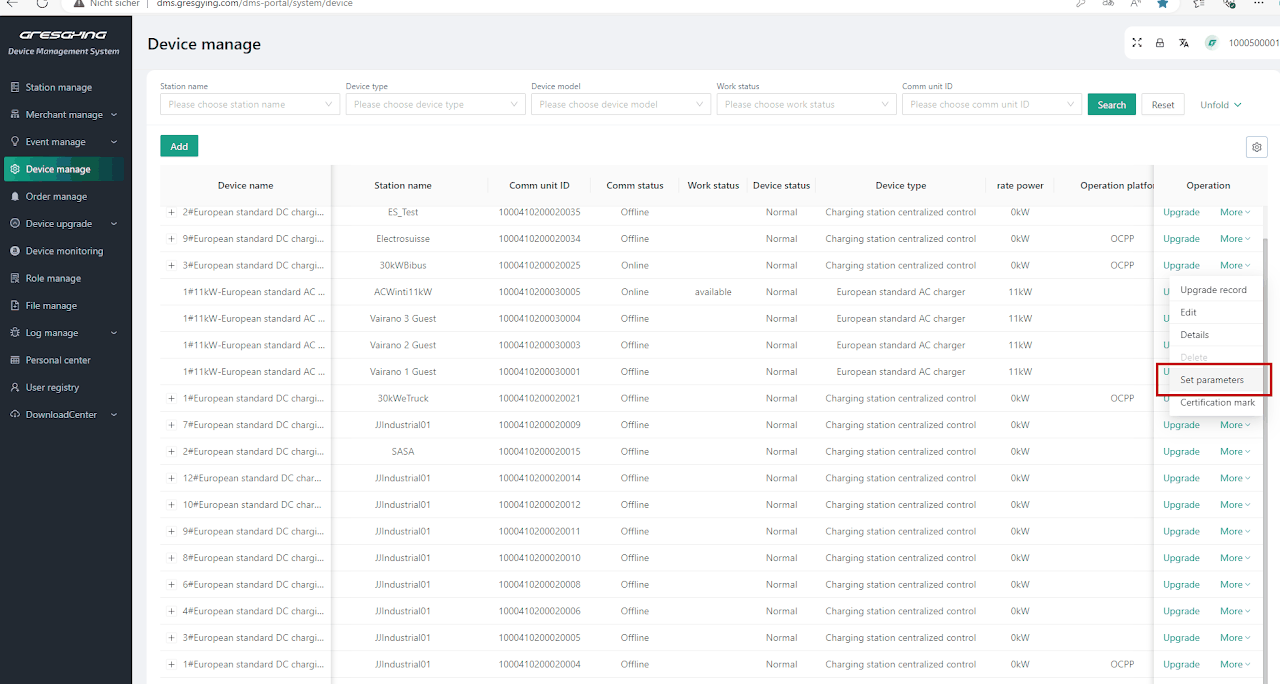 Nicht sicher | dms.gresgying.com/dms-portal/system/device
GRESGYING
Device Management System
Station manage
Merchant manage
Event manage
Device manage
Order manage
Device upgrade
Device monitoring
Role manage
File manage
Log manage
Personal center
User registry
DownloadCenter
Device manage
1000500001
Station name Device type Device model Work status Comm unit ID
Please choose station name Please choose device type Please choose device model Please choose work status Please choose comm unit ID Search Reset Unfold
Add
Device name Station name Comm unit ID Comm status Work status Device status Device type rate power Operation platfor Operation
+ 2#European standard DC chargi... ES_Test 1000410200020035 Offline Normal Charging station centralized control 0kW Upgrade More
+ 9#European standard DC chargi... Electrosuisse 1000410200020034 Offline Normal Charging station centralized control 0kW OCPP Upgrade More
+ 3#European standard DC chargi... 30kWBibus 1000410200020025 Online Normal Charging station centralized control 0kW OCPP Upgrade More
1#11kW-European standard AC ... ACWinti11kW 1000410200030005 Online available Normal European standard AC charger 11kW U
1#11kW-European standard AC ... Vairano 3 Guest 1000410200030004 Offline Normal European standard AC charger 11kW U
1#11kW-European standard AC ... Vairano 2 Guest 1000410200030003 Offline Normal European standard AC charger 11kW U
1#11kW-European standard AC ... Vairano 1 Guest 1000410200030001 Offline Normal European standard AC charger 11kW U
+ 1#European standard DC chargi... 30kWeTruck 1000410200020021 Offline Normal Charging station centralized control 0kW OCPP U
Upgrade record
Edit
Details
Delete
Set parameters
Certification mark
+ 7#European standard DC chargi... JJIndustrial01 1000410200020009 Offline Normal Charging station centralized control 0kW Upgrade More
+ 2#European standard DC chargi... SASA 1000410200020015 Offline Normal Charging station centralized control 0kW Upgrade More
+ 12#European standard DC char... JJIndustrial01 1000410200020014 Offline Normal Charging station centralized control 0kW Upgrade More
+ 10#European standard DC char... JJIndustrial01 1000410200020012 Offline Normal Charging station centralized control 0kW Upgrade More
+ 9#European standard DC chargi... JJIndustrial01 1000410200020011 Offline Normal Charging station centralized control 0kW Upgrade More
+ 8#European standard DC chargi... JJIndustrial01 1000410200020010 Offline Normal Charging station centralized control 0kW Upgrade More
+ 6#European standard DC chargi... JJIndustrial01 1000410200020008 Offline Normal Charging station centralized control 0kW Upgrade More
+ 4#European standard DC chargi... JJIndustrial01 1000410200020006 Offline Normal Charging station centralized control 0kW Upgrade More
+ 3#European standard DC chargi... JJIndustrial01 1000410200020005 Offline Normal Charging station centralized control 0kW Upgrade More
+ 1#European standard DC chargi... JJIndustrial01 1000410200020004 Offline Normal Charging station centralized control 0kW OCPP Upgrade More